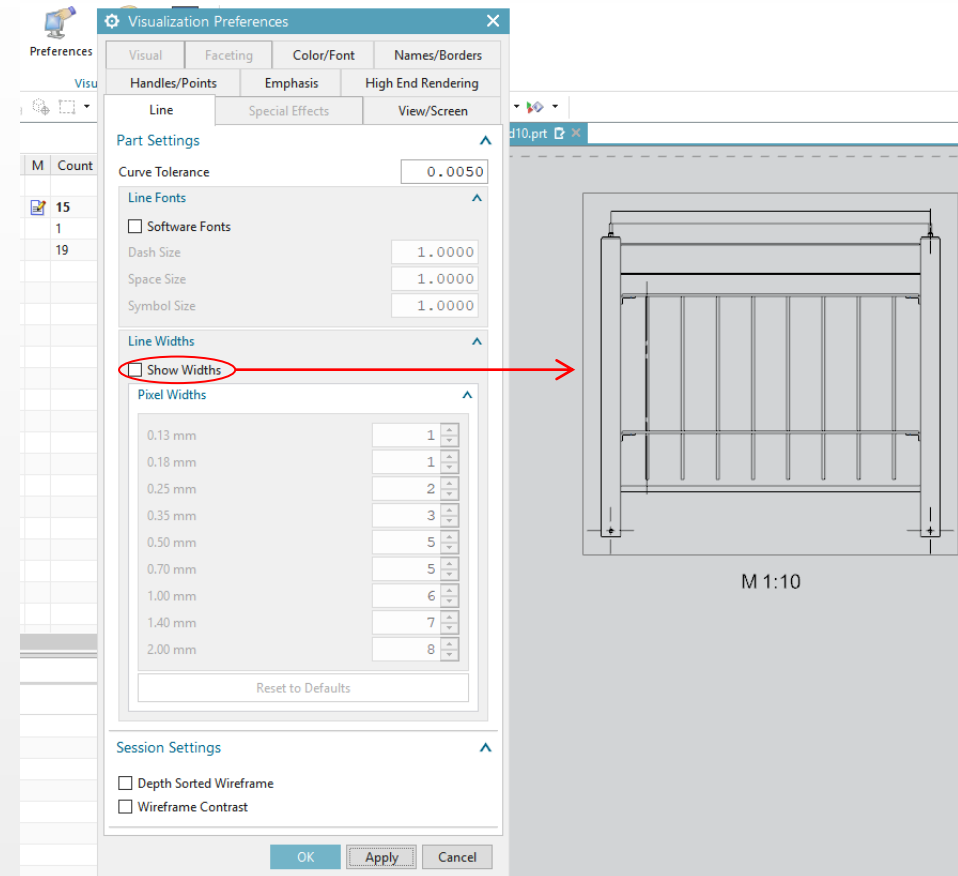 Visualization Preferences
Preferences
Visual Faceting Color/Font Names/Borders
Visu
Handles/Points Emphasis High End Rendering
Line Special Effects View/Screen
d10.prt
Part Settings
M Count
Curve Tolerance 0.0050
Line Fonts
15
Software Fonts
1
Dash Size 1.0000
19
Space Size 1.0000
Symbol Size 1.0000
Line Widths
Show Widths
Pixel Widths
0.13 mm 1
0.18 mm 1
0.25 mm 2
0.35 mm 3
0.50 mm 5
0.70 mm 5
1.00 mm 6
1.40 mm 7
2.00 mm 8
M 1:10
Reset to Defaults
Session Settings
Depth Sorted Wireframe
Wireframe Contrast
OK Apply Cancel